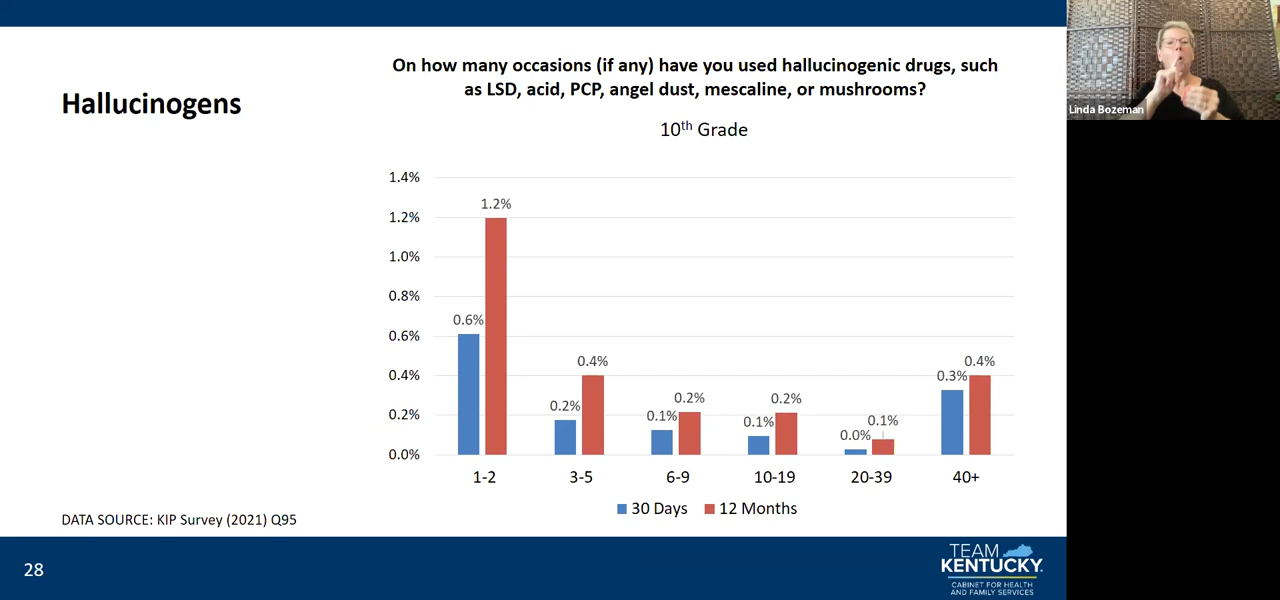 Hallucinogens
On how many occasions (if any) have you used hallucinogenic drugs, such
as LSD, acid, PCP, angel dust, mescaline, or mushrooms?
10th Grade
1.4%
1.2%
1.0%
0.8%
0.6%
0.4%
0.2%
0.0%
0.6%
1.2%
0.2%
0.4%
0.1%
0.2%
0.1%
0.2%
0.0%
0.1%
0.3%
0.4%
1-2
3-5
6-9
10-19
20-39
40+
30 Days
12 Months
DATA SOURCE: KIP Survey (2021) Q95
28
TEAM
KENTUCKY.
CABINET FOR HEALTH
AND FAMILY SERVICES
Linda Bozeman